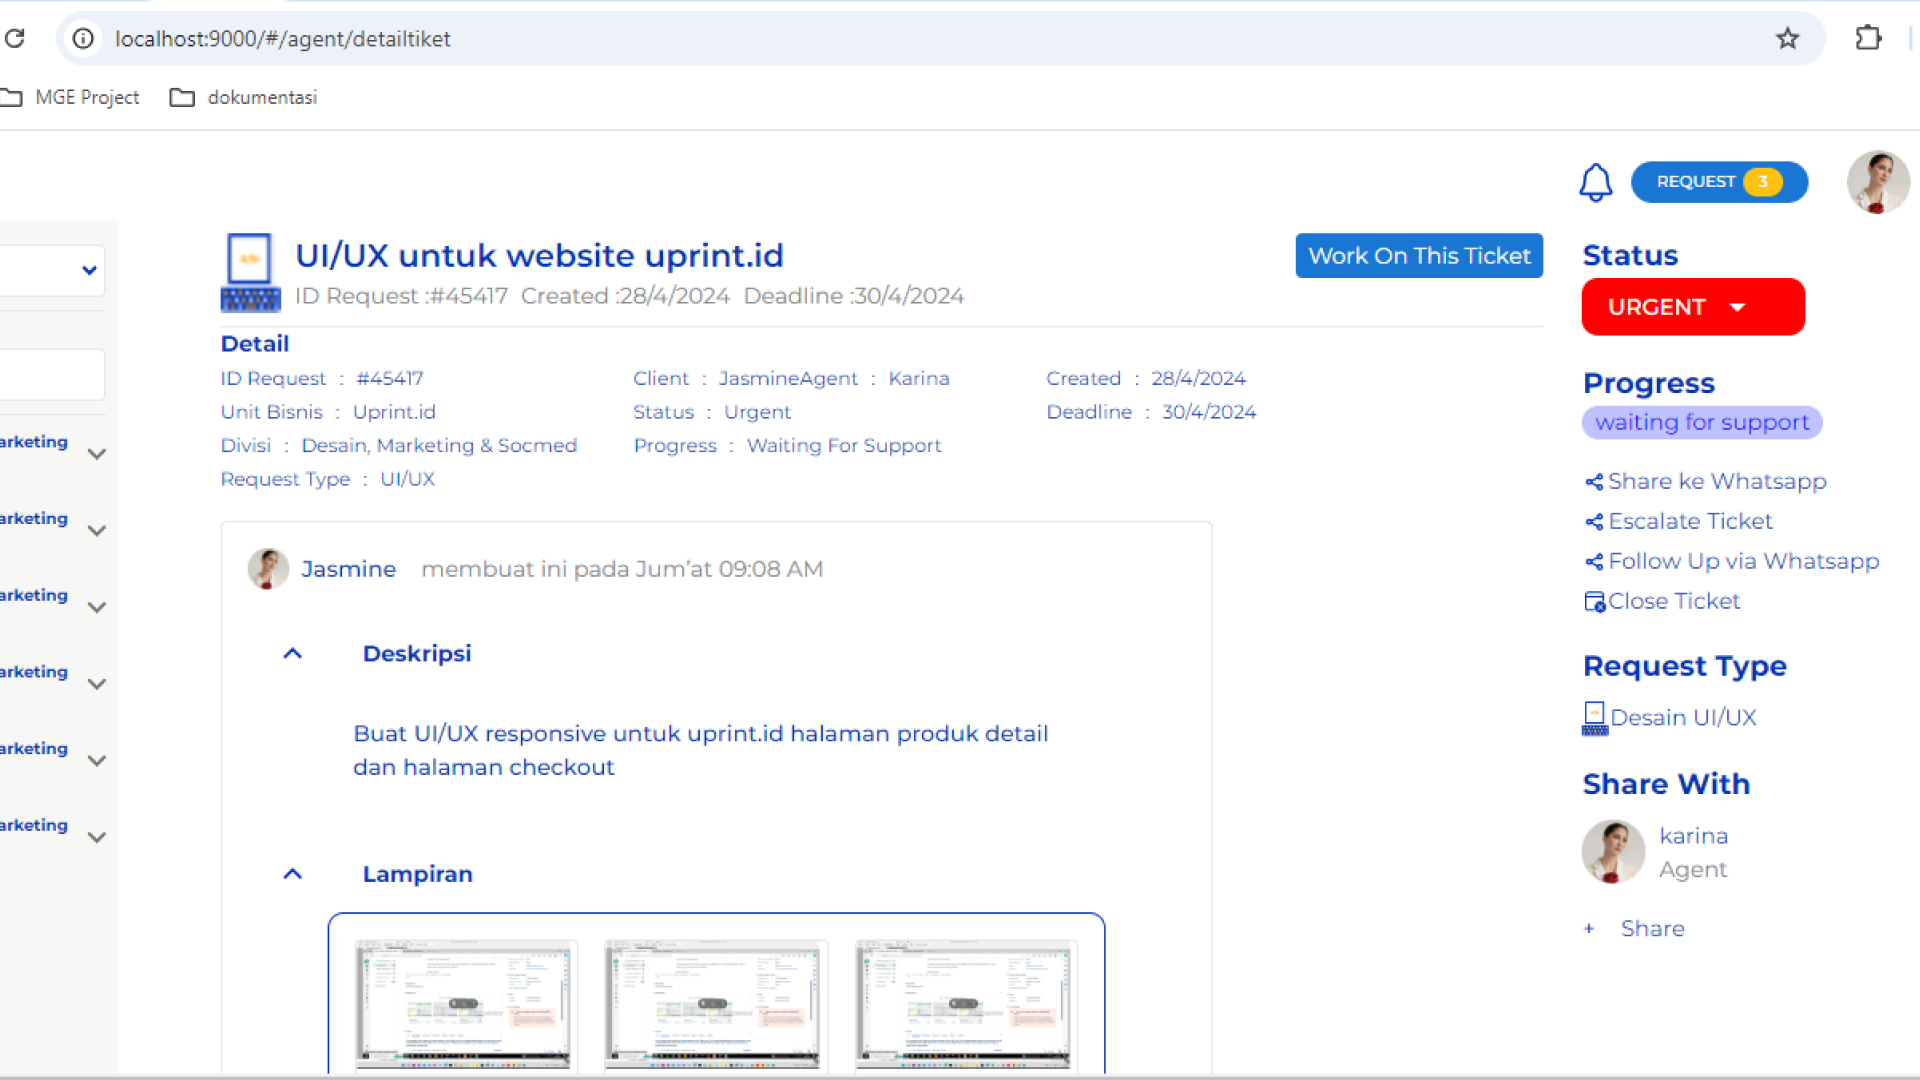 localhost:9000/#/agent/detailtiket
MGE Project
dokumentasi
REQUEST 3
UI/UX untuk website uprint.id
Work On This Ticket
ID Request :#45417 Created :28/4/2024 Deadline :30/4/2024
Detail
ID Request : #45417
Client : JasmineAgent : Karina
Created : 28/4/2024
Unit Bisnis : Uprint.id
Status : Urgent
Deadline : 30/4/2024
Divisi : Desain, Marketing & Socmed
Progress : Waiting For Support
Request Type : UI/UX
arketing
arketing
arketing
arketing
arketing
arketing
Jasmine membuat ini pada Jum'at 09:08 AM
Deskripsi
Buat UI/UX responsive untuk uprint.id halaman produk detail
dan halaman checkout
Lampiran
Status
URGENT
Progress
waiting for support
Share ke Whatsapp
Escalate Ticket
Follow Up via Whatsapp
Close Ticket
Request Type
Desain UI/UX
Share With
karina
Agent
+ Share